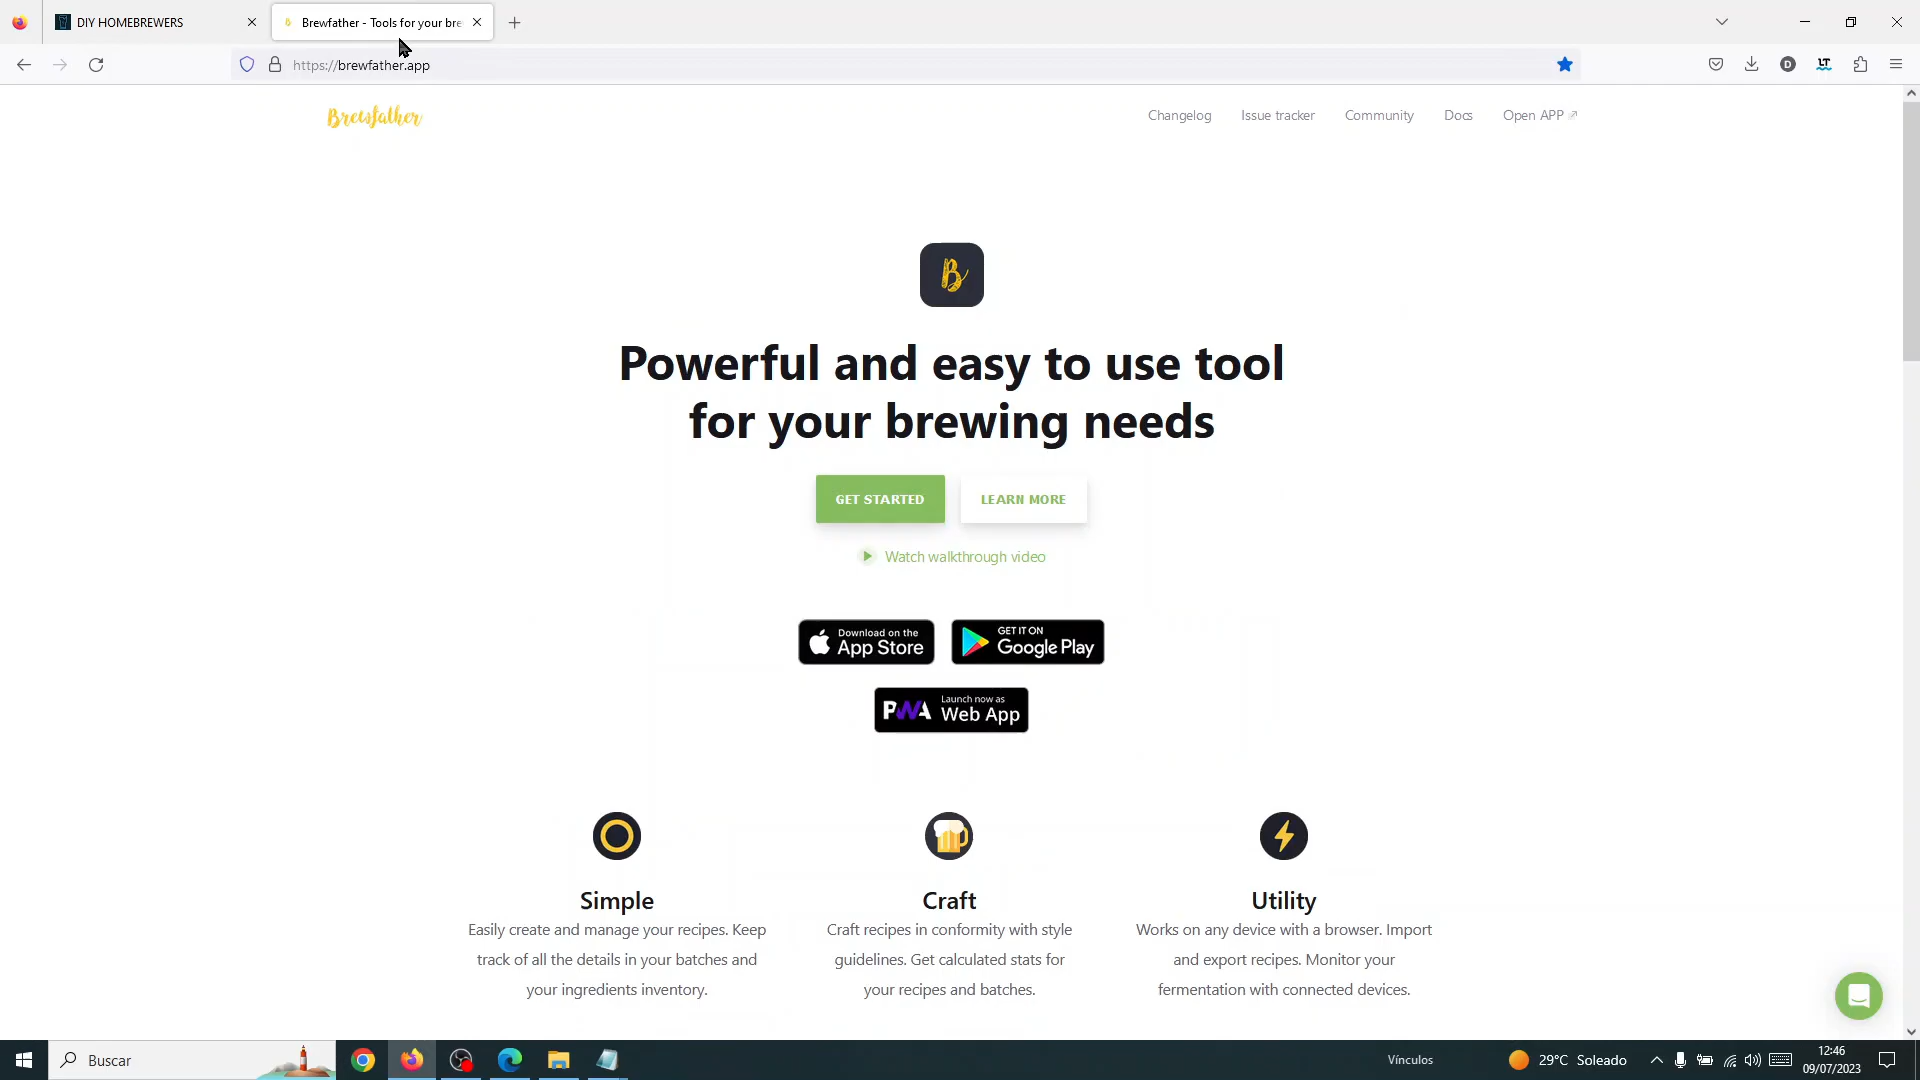 DIY HOMEBREWERS
Brewfather - Tools for your bre
https://brewfather.app
Brewfather
Changelog
Issue tracker
Community
Docs
Open APP
B
Powerful and easy to use tool
for your brewing needs
GET STARTED
LEARN MORE
Watch walkthrough video
Download on the
App Store
GET IT ON
Google Play
PWA
Launch now as
Web App
Simple
Easily create and manage your recipes. Keep
track of all the details in your batches and
your ingredients inventory.
Craft
Craft recipes in conformity with style
guidelines. Get calculated stats for
your recipes and batches.
Utility
Works on any device with a browser. Import
and export recipes. Monitor your
fermentation with connected devices.
Buscar
Vínculos
29°C Soleado
12:46
09/07/2023